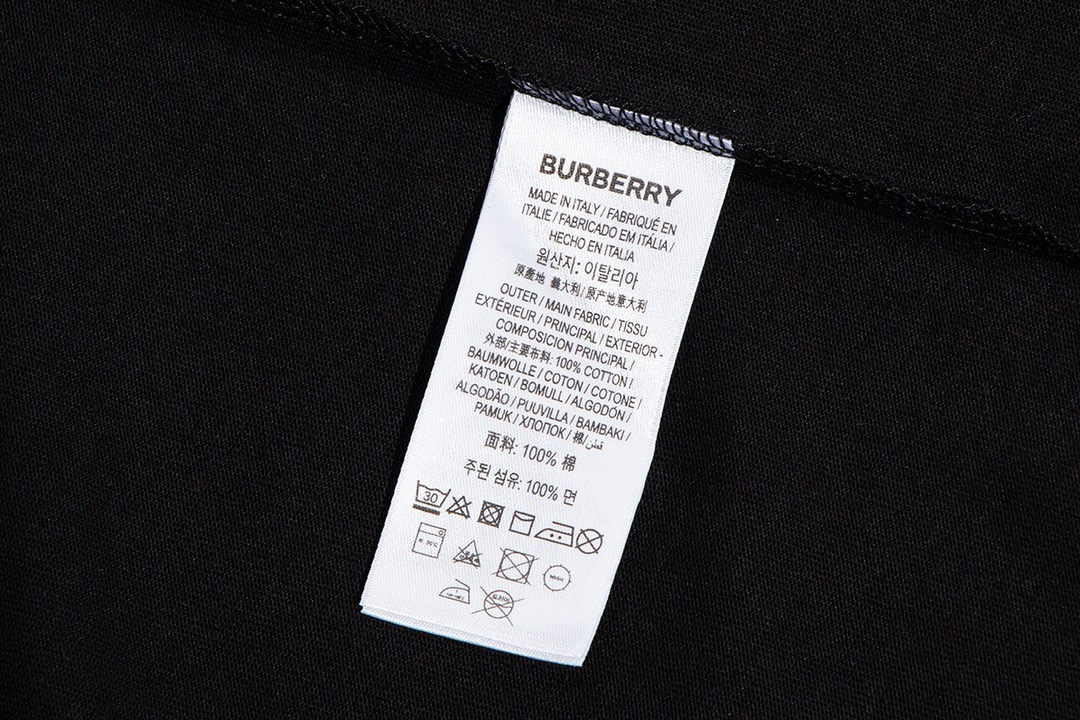 BURBERRY
MADE IN ITALY / FABRIQUÉ EN
ITALIE / FABRICADO EM ITÁLIA /
HECHO EN ITALIA
원산지: 이탈리아
原產地 義大利/原产地意大利
OUTER / MAIN FABRIC / TISSU
EXTÉRIEUR / PRINCIPAL / EXTERIOR -
COMPOSICION PRINCIPAL /
外部/主要布料: 100% COTTON /
BAUMWOLLE / COTON / COTONE /
KATOEN / BOMULL / ALGODÓN /
ALGODÃO / PUUVILLA / BAMBAKI /
PAMUK / ХЛОПОК / 棉/قطن
面料: 100% 棉
주된 섬유: 100% 면
30